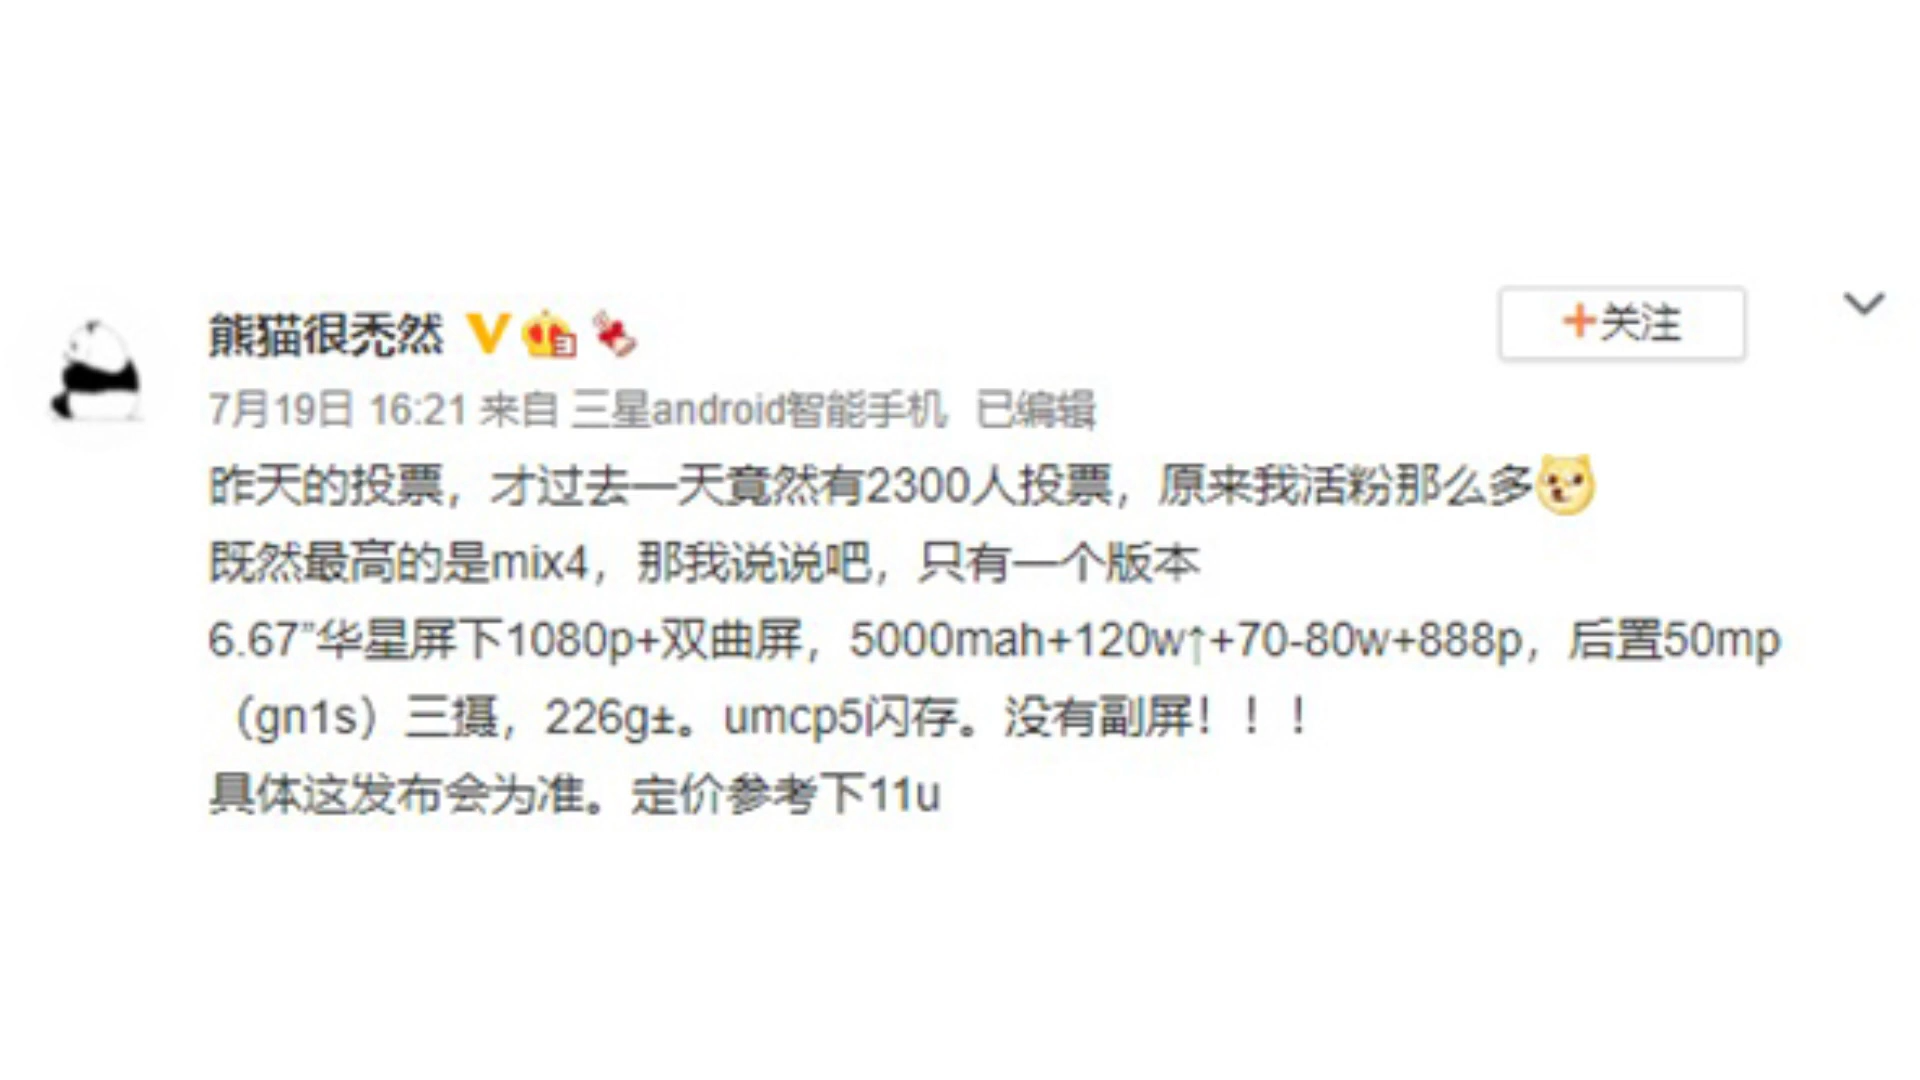 熊猫很秃然
+关注
7月19日 16:21 来自 三星android智能手机 已编辑
昨天的投票，才过去一天竟然有2300人投票，原来我活粉那么多
既然最高的是mix4，那我说说吧，只有一个版本
6.67”华星屏下1080p+双曲屏，5000mah+120w↑+70-80w+888p，后置50mp
（gn1s）三摄，226g±。umcp5闪存。没有副屏！！！
具体这发布会为准。定价参考下11u